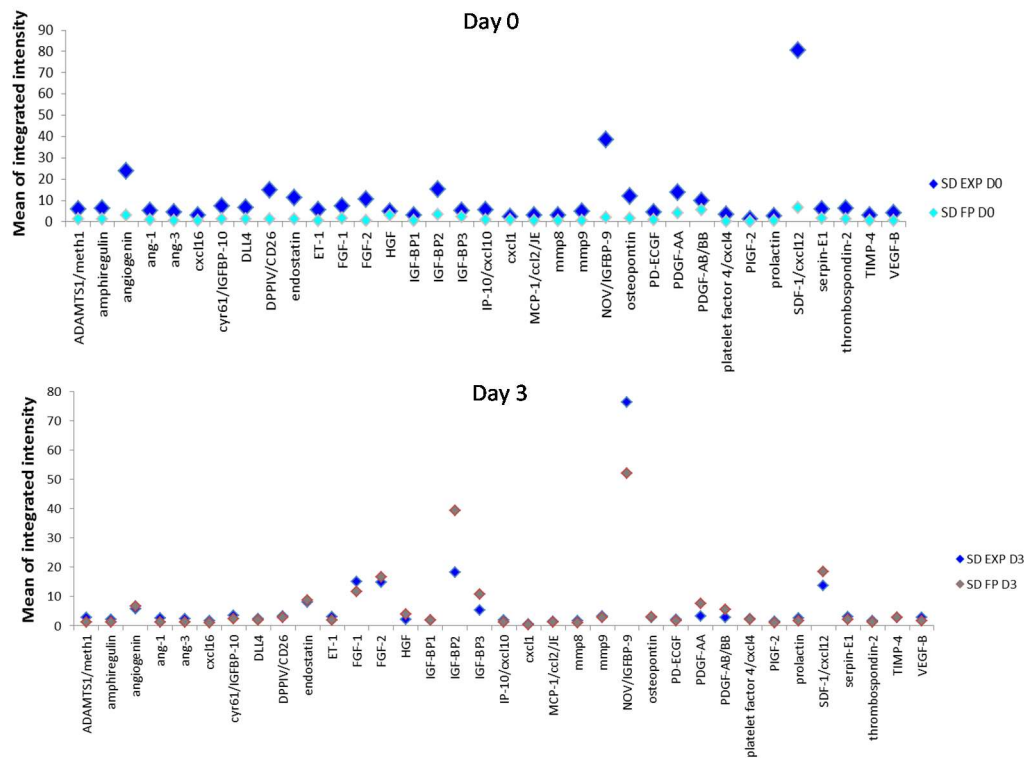 Day 0
Mean of integrated intensity
90
80
70
60
50
40
30
20
10
0
SD EXP D0
SD FP D0
ADAMTS1/meth1
amphiregulin
angiogenin
ang-1
ang-3
cxcl16
cyr61/IGFBP-10
DLL4
DPPIV/CD26
endostatin
ET-1
FGF-1
FGF-2
HGF
IGF-BP1
IGF-BP2
IGF-BP3
IP-10/cxcl10
cxcl1
MCP-1/ccl2/JE
mmp8
mmp9
NOV/IGFBP-9
osteopontin
PD-ECGF
PDGF-AA
PDGF-AB/BB
platelet factor 4/cxcl4
PIGF-2
prolactin
SDF-1/cxcl12
serpin-E1
thrombospondin-2
TIMP-4
VEGF-B
Day 3
Mean of integrated intensity
80
70
60
50
40
30
20
10
0
SD EXP D3
SD FP D3
ADAMTS1/meth1
amphiregulin
angiogenin
ang-1
ang-3
cxcl16
cyr61/IGFBP-10
DLL4
DPPIV/CD26
endostatin
ET-1
FGF-1
FGF-2
HGF
IGF-BP1
IGF-BP2
IGF-BP3
IP-10/cxcl10
cxcl1
MCP-1/ccl2/JE
mmp8
mmp9
NOV/IGFBP-9
osteopontin
PD-ECGF
PDGF-AA
PDGF-AB/BB
platelet factor 4/cxcl4
PIGF-2
prolactin
SDF-1/cxcl12
serpin-E1
thrombospondin-2
TIMP-4
VEGF-B